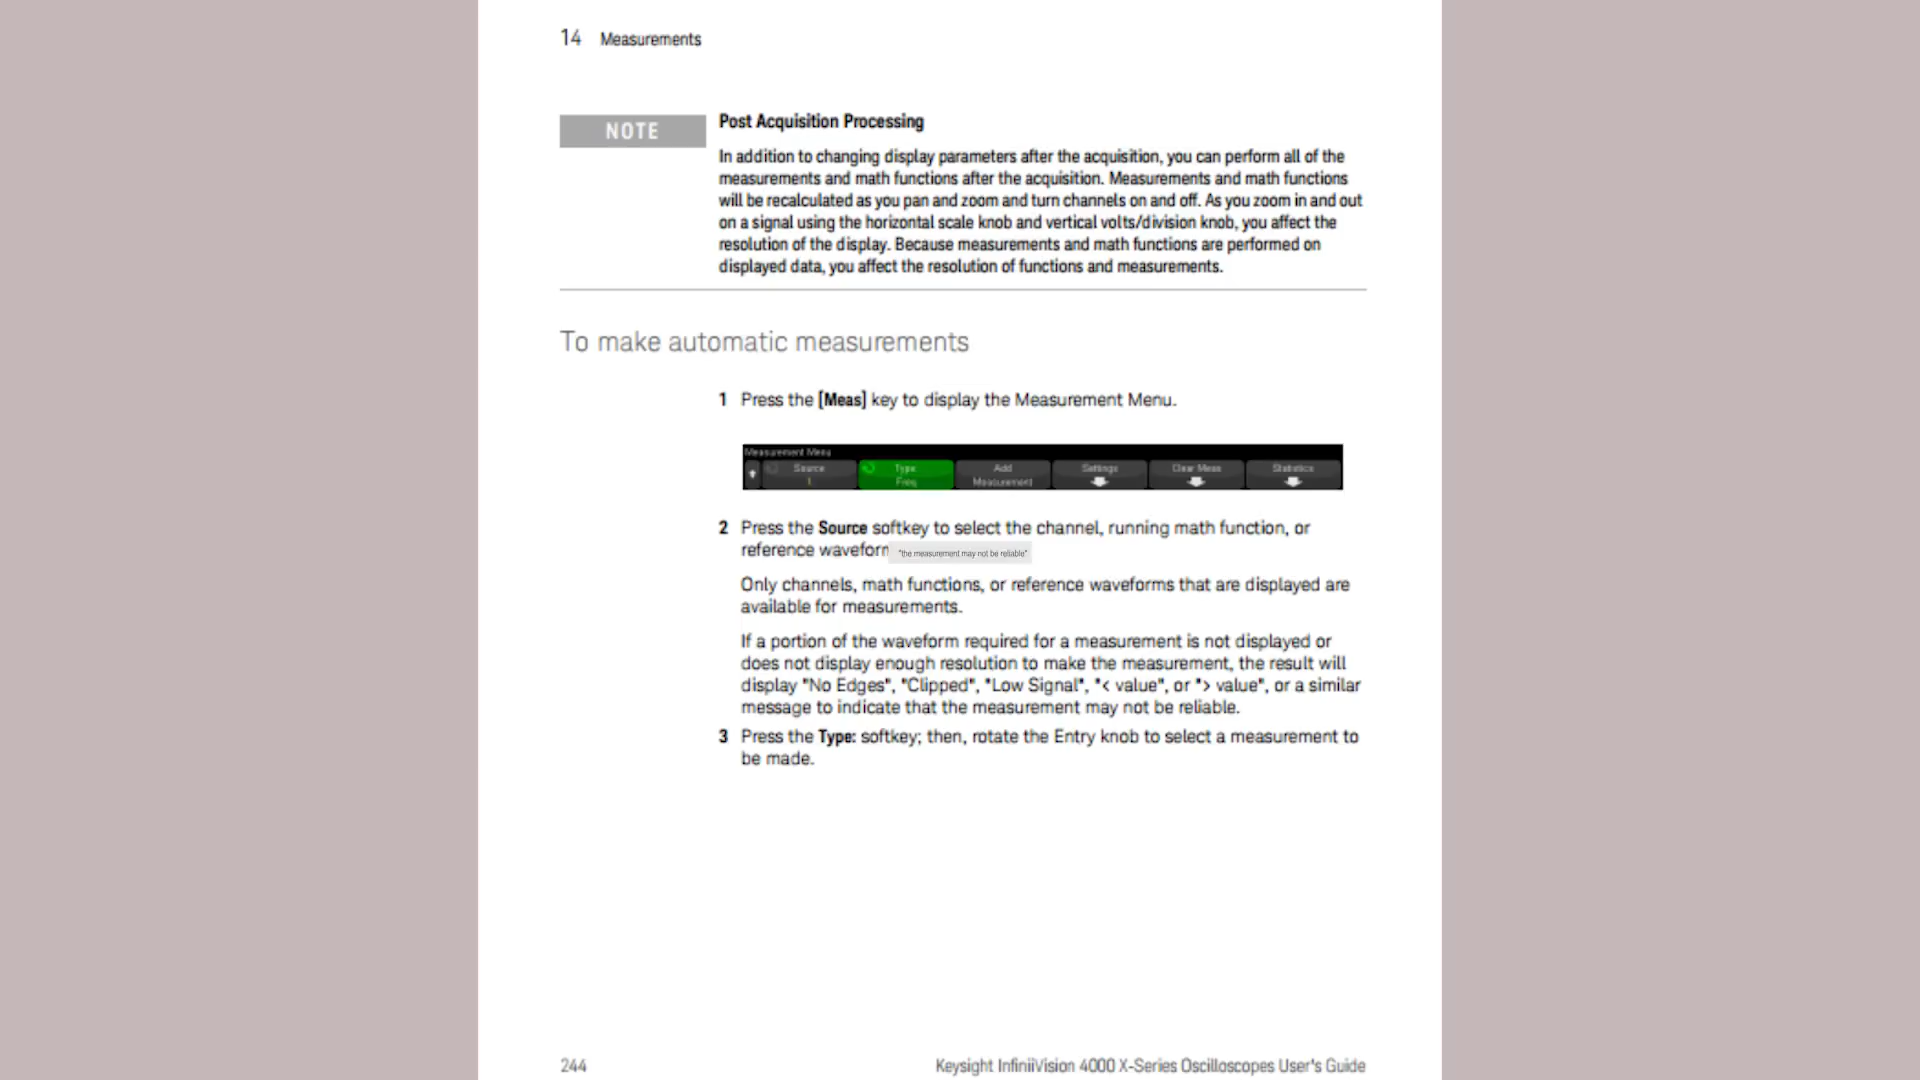 14 Measurements
NOTE
Post Acquisition Processing
In addition to changing display parameters after the acquisition, you can perform all of the
measurements and math functions after the acquisition. Measurements and math functions
will be recalculated as you pan and zoom and turn channels on and off. As you zoom in and out
on a signal using the horizontal scale knob and vertical volts/division knob, you affect the
resolution of the display. Because measurements and math functions are performed on
displayed data, you affect the resolution of functions and measurements.
To make automatic measurements
1 Press the [Meas] key to display the Measurement Menu.
Measurement Menu
Source Type Add Settings Clear Meas Statistics
1 Freq Measurement
2 Press the Source softkey to select the channel, running math function, or
reference waveform "the measurement may not be reliable"
Only channels, math functions, or reference waveforms that are displayed are
available for measurements.
If a portion of the waveform required for a measurement is not displayed or
does not display enough resolution to make the measurement, the result will
display "No Edges", "Clipped", "Low Signal", "< value", or "> value", or a similar
message to indicate that the measurement may not be reliable.
3 Press the Type: softkey; then, rotate the Entry knob to select a measurement to
be made.
244 Keysight InfiniiVision 4000 X-Series Oscilloscopes User's Guide